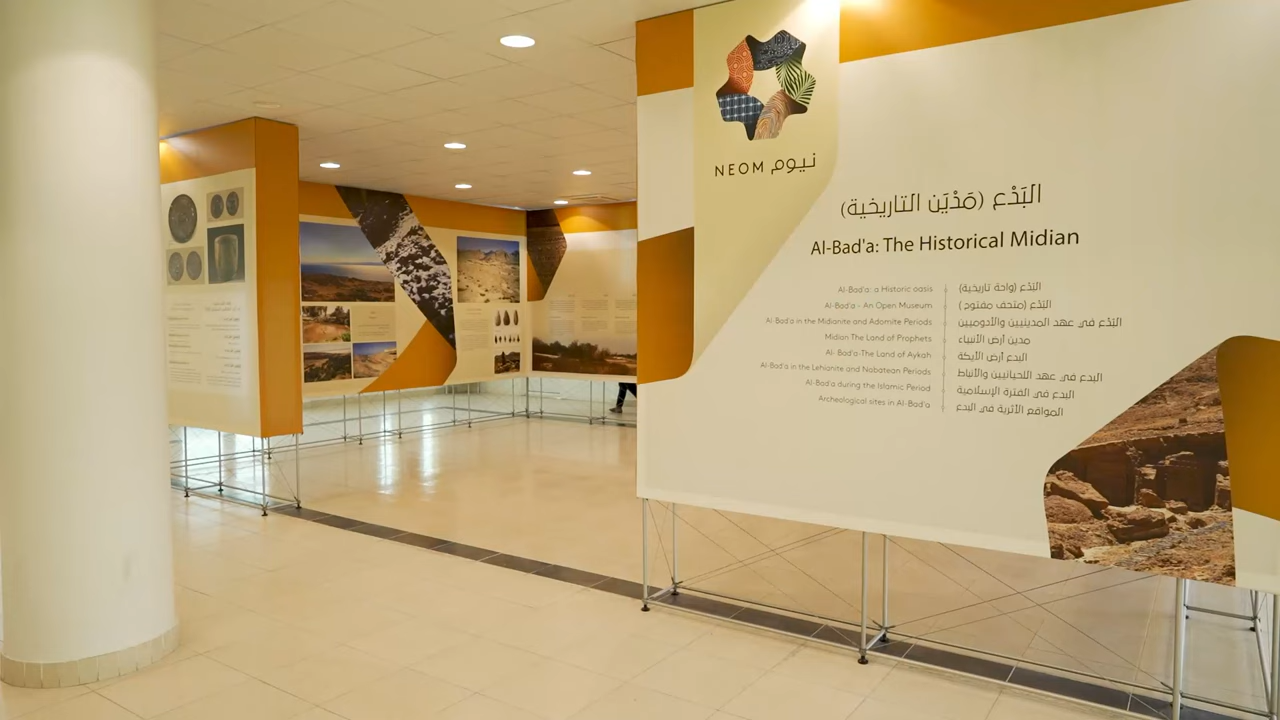 NEOM نيوم
البَدْع (مَدْيَن التاريخية)
Al-Bad'a: The Historical Midian
Al-Bad'a: a Historic oasis البَدْع (واحة تاريخية)
Al-Bad'a - An Open Museum البَدْع (متحف مفتوح )
Al-Bad'a in the Midianite and Adomite Periods البَدْع في عهد المدينيين والأدوميين
Midian The Land of Prophets مدين أرض الأنبياء
Al- Bad'a-The Land of Aykah البدع أرض الأيكة
Al-Bad'a in the Lehianite and Nabatean Periods البدع في عهد اللحيانيين والأنباط
Al-Bad'a during the Islamic Period البدع في الفترة الإسلامية
Archeological sites in Al-Bad'a المواقع الأثرية في البدع